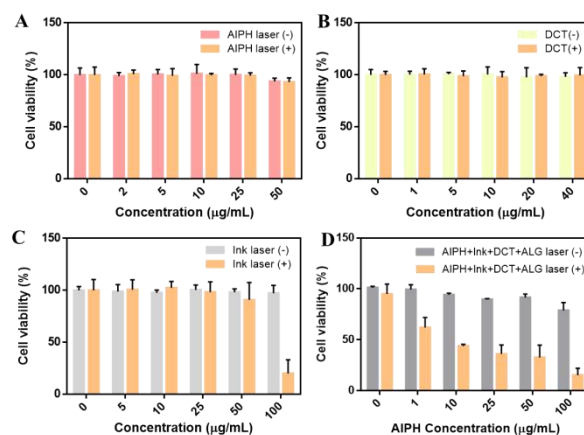 A
AIPH laser (-)
AIPH laser (+)
Cell viability (%)
150
100
50
0
0 2 5 10 25 50
Concentration (μg/mL)
B
DCT(-)
DCT(+)
Cell viability (%)
150
100
50
0
0 1 5 10 20 40
Concentration (μg/mL)
C
Ink laser (-)
Ink laser (+)
Cell viability (%)
150
100
50
0
0 5 10 25 50 100
Concentration (μg/mL)
D
AIPH+Ink+DCT+ALG laser (-)
AIPH+Ink+DCT+ALG laser (+)
Cell viability (%)
150
100
50
0
0 1 10 25 50 100
AIPH Concentration (μg/mL)